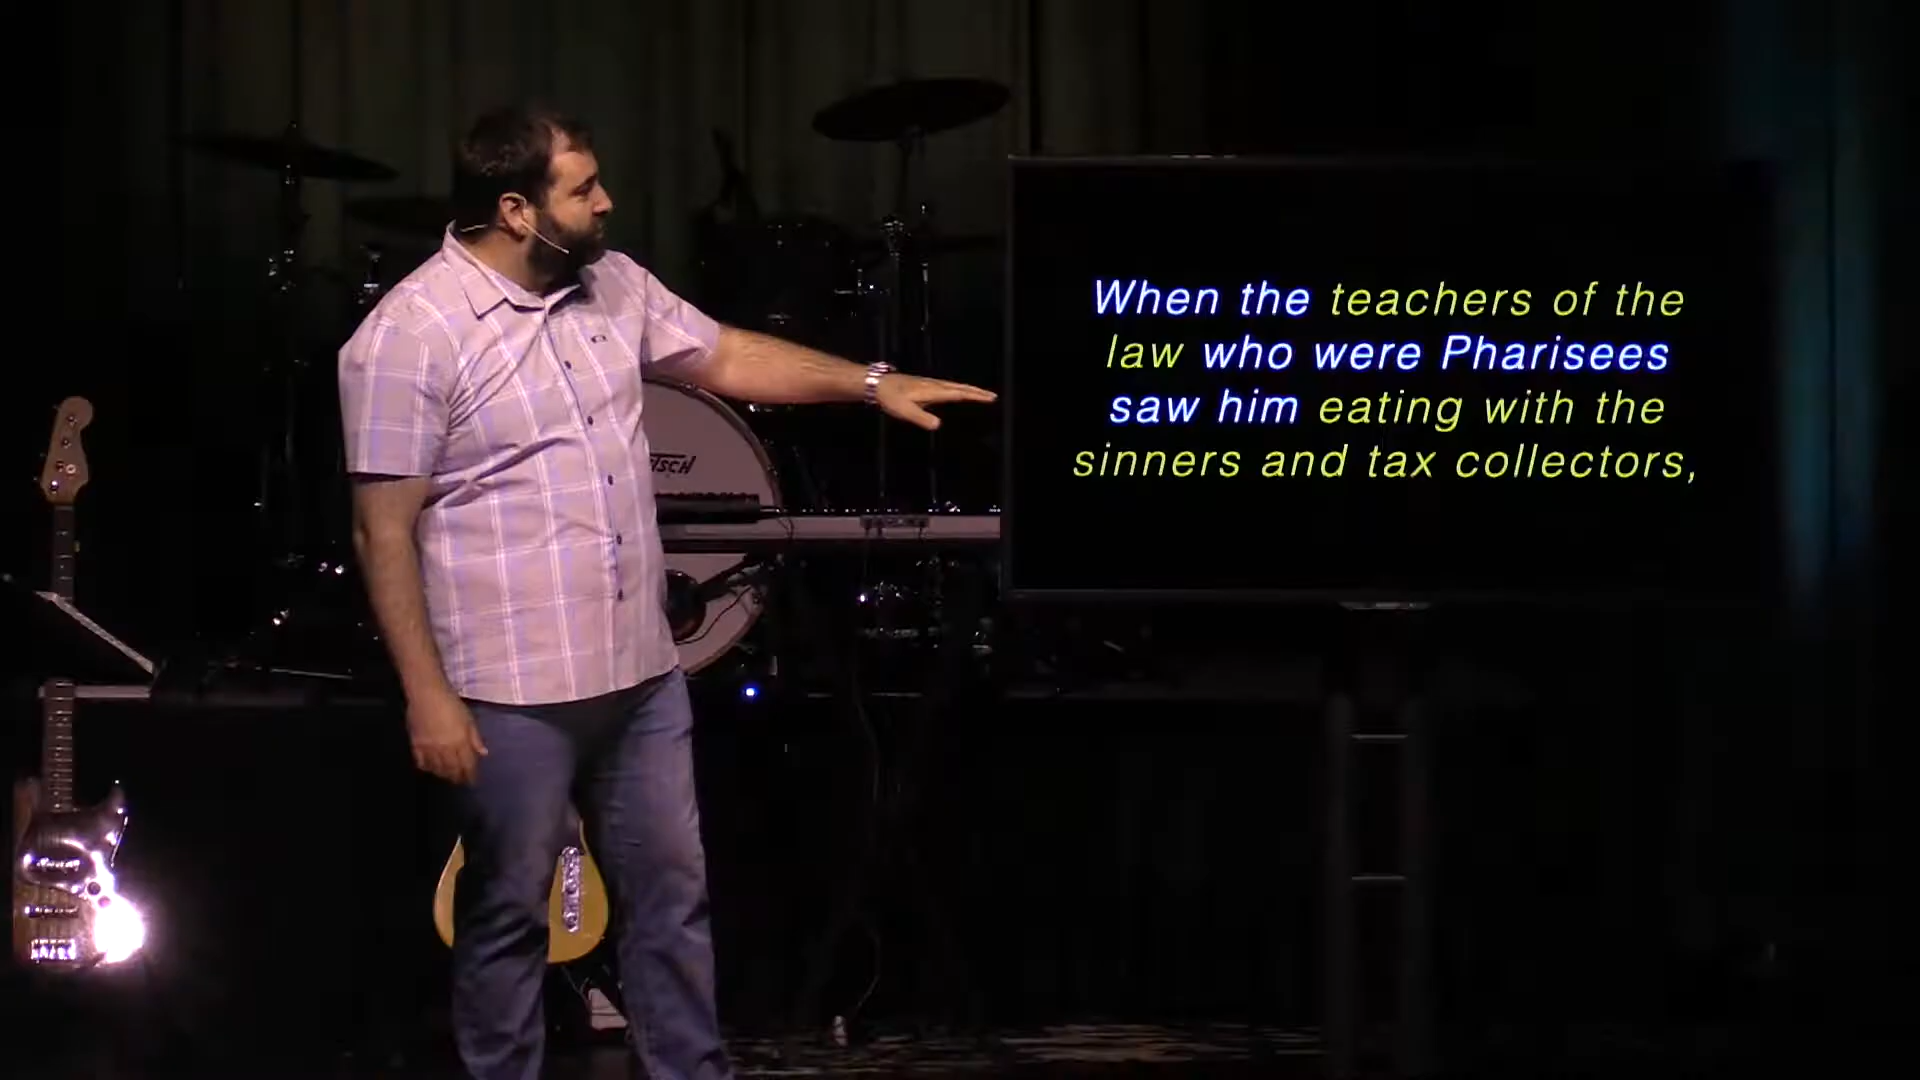 When the teachers of the
law who were Pharisees
saw him eating with the
sinners and tax collectors,